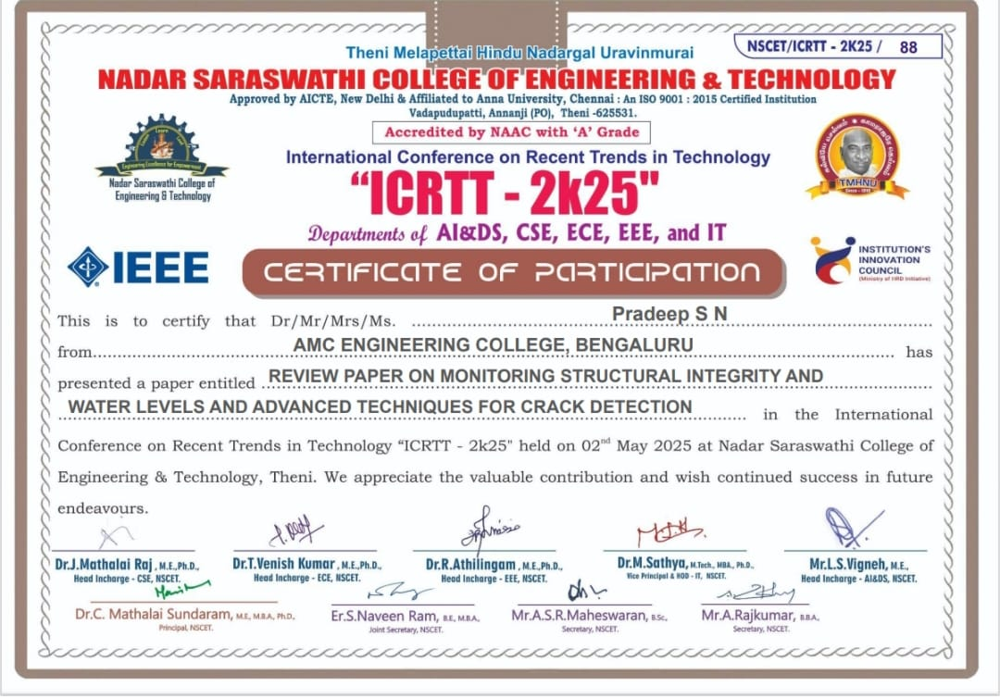 NSCET/ICRTT - 2K25 / 88
Theni Melapettai Hindu Nadargal Uravinmurai
NADAR SARASWATHI COLLEGE OF ENGINEERING & TECHNOLOGY
Approved by AICTE, New Delhi & Affiliated to Anna University, Chennai : An ISO 9001 : 2015 Certified Institution
Vadapudupatti, Annanji (PO), Theni -625531.
Accredited by NAAC with ‘A’ Grade
Learn
Engineering Excellence for Empowerment
Nadar Saraswathi College of
Engineering & Technology
International Conference on Recent Trends in Technology
“ICRTT - 2k25"
Departments of AI&DS, CSE, ECE, EEE, and IT
TMHNU
IEEE
CERTIFICATE OF PARTICIPATION
INSTITUTION'S
INNOVATION
COUNCIL
(Ministry of HRD Initiative)
This is to certify that Dr/Mr/Mrs/Ms. Pradeep S N
from AMC ENGINEERING COLLEGE, BENGALURU has
presented a paper entitled REVIEW PAPER ON MONITORING STRUCTURAL INTEGRITY AND
WATER LEVELS AND ADVANCED TECHNIQUES FOR CRACK DETECTION in the International
Conference on Recent Trends in Technology “ICRTT - 2k25" held on 02nd May 2025 at Nadar Saraswathi College of
Engineering & Technology, Theni. We appreciate the valuable contribution and wish continued success in future
endeavours.
Dr.J.Mathalai Raj, M.E.,Ph.D.,
Head Incharge - CSE, NSCET.
Dr.T.Venish Kumar, M.E., Ph.D.,
Head Incharge - ECE, NSCET.
Dr.R.Athilingam, M.E., Ph.D.,
Head Incharge - EEE, NSCET.
Dr.M.Sathya, M.Tech., MBA., Ph.D.,
Vice Principal & HOD - IT, NSCET.
Mr.L.S.Vigneh, M.E.,
Head Incharge - AI&DS, NSCET.
Dr.C. Mathalai Sundaram, M.E, M.B.A, Ph.D.,
Principal, NSCET.
Er.S.Naveen Ram, B.E, M.B.A.,
Joint Secretary, NSCET.
Mr.A.S.R.Maheswaran, B.Sc.,
Secretary, NSCET.
Mr.A.Rajkumar, B.B.A.,
Secretary, NSCET.